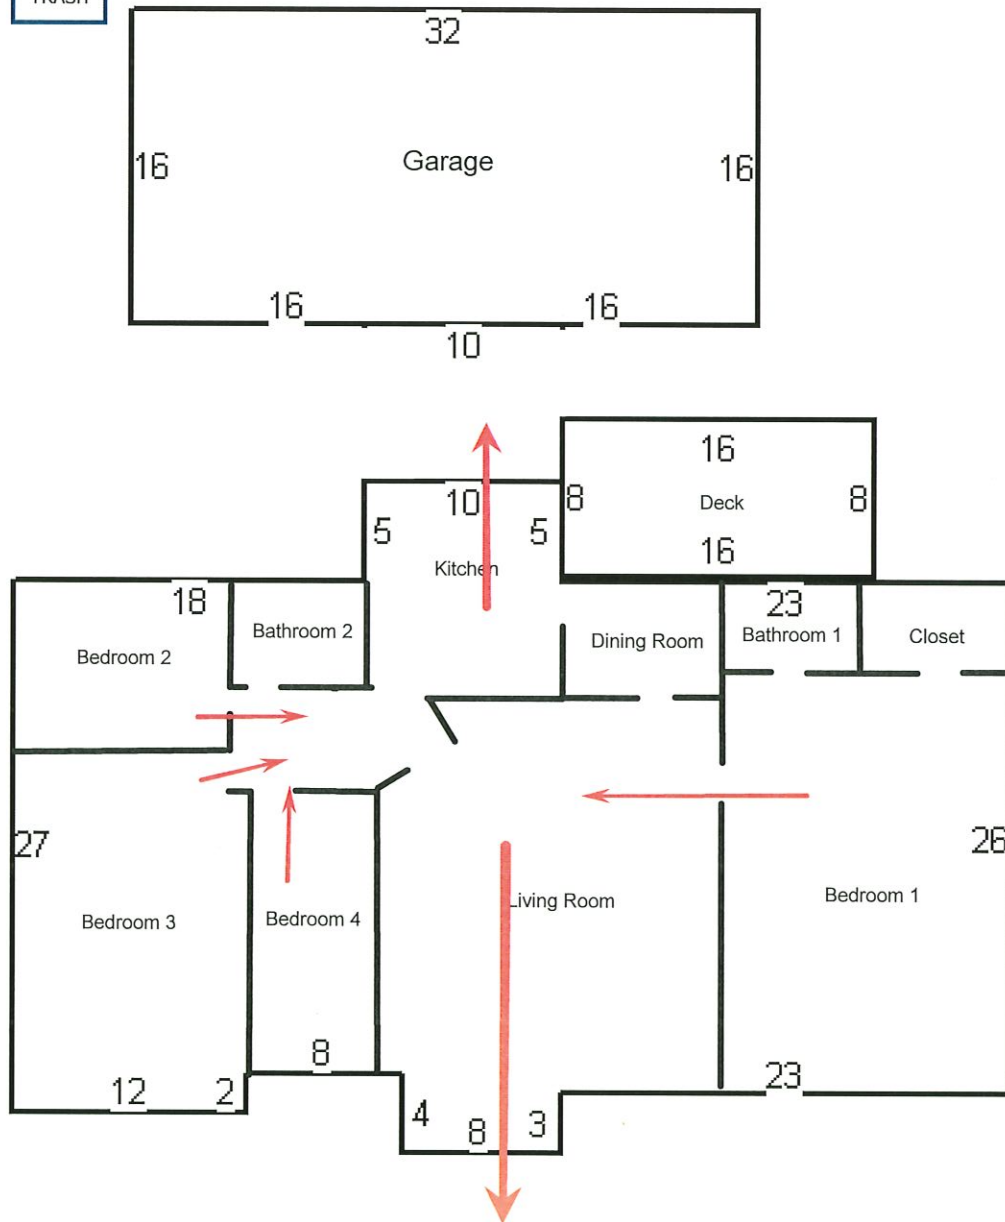 TRASH
32
Garage
16
16
16
16
10
16
10
8
Deck
8
5
5
16
Kitchen
18
23
Bathroom 2
Bathroom 1
Closet
Dining Room
Bedroom 2
27
26
Bedroom 1
Living Room
Bedroom 3
Bedroom 4
8
23
12
2
4
8
3